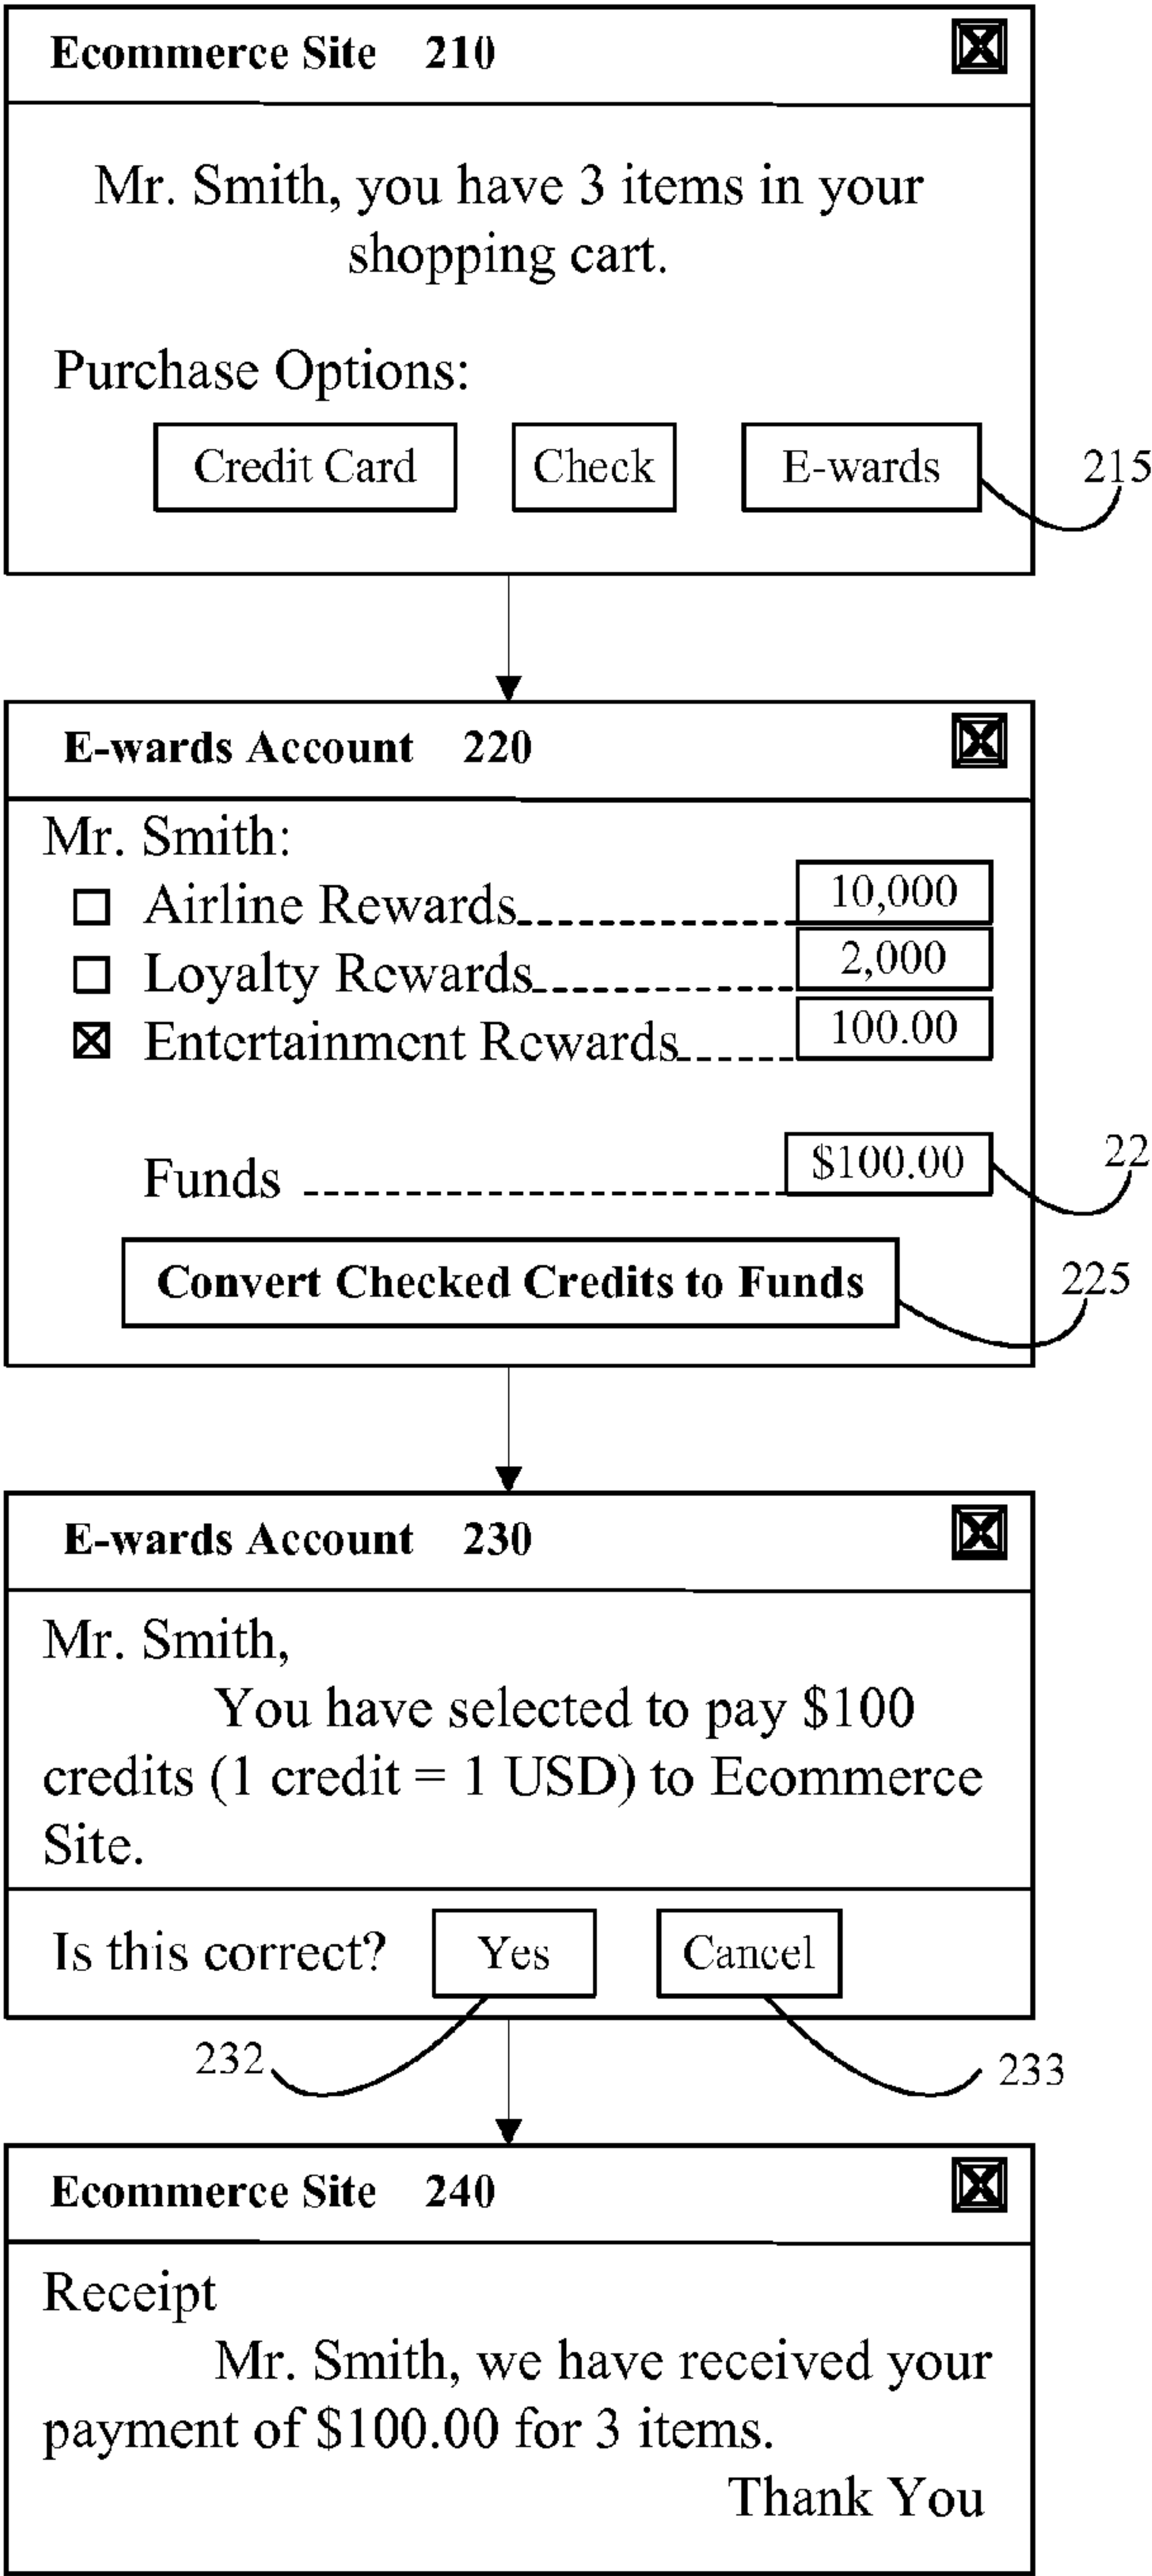 Ecommerce Site 210
Mr. Smith, you have 3 items in your
shopping cart.
Purchase Options:
Credit Card Check E-wards 215
E-wards Account 220
Mr. Smith:
Airline Rewards 10,000
Loyalty Rewards 2,000
Entertainment Rewards 100.00
Funds $100.00 22
Convert Checked Credits to Funds 225
E-wards Account 230
Mr. Smith,
You have selected to pay $100
credits (1 credit = 1 USD) to Ecommerce
Site.
Is this correct? Yes Cancel
232 233
Ecommerce Site 240
Receipt
Mr. Smith, we have received your
payment of $100.00 for 3 items.
Thank You